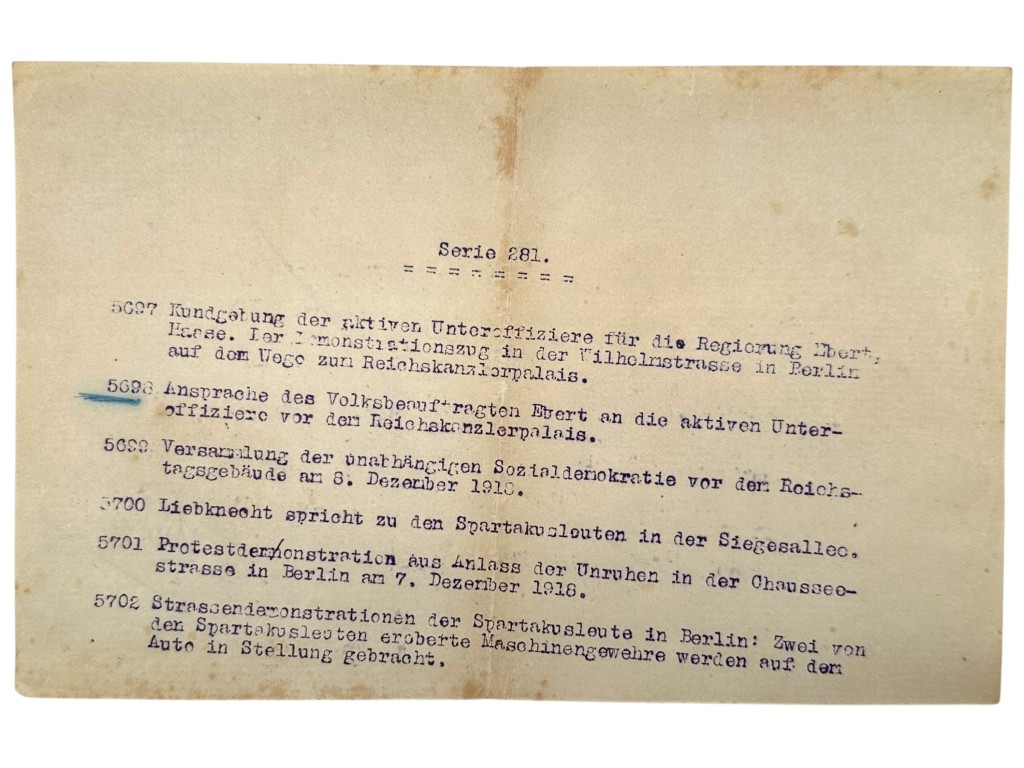 Serie 281.
= = = = = = = =
5697 Kundgebung der aktiven Unteroffiziere für die Regierung Ebert,
Haase. Der Demonstrationszug in der Wilhelmstrasse in Berlin
auf dem Wege zum Reichskanzlerpalais.
5698 Ansprache des Volksbeauftragten Ebert an die aktiven Unter-
offiziere vor dem Reichskanzlerpalais.
5699 Versammlung der unabhängigen Sozialdemokratie vor dem Reichs-
tagsgebäude am 8. Dezember 1918.
5700 Liebknecht spricht zu den Spartakusleuten in der Siegesallee.
5701 Protestdem/onstration aus Anlass der Unruhen in der Chaussee-
strasse in Berlin am 7. Dezember 1918.
5702 Strassendemonstrationen der Spartakusleute in Berlin: Zwei von
den Spartakusleuten eroberte Maschinengewehre werden auf dem
Auto in Stellung gebracht.